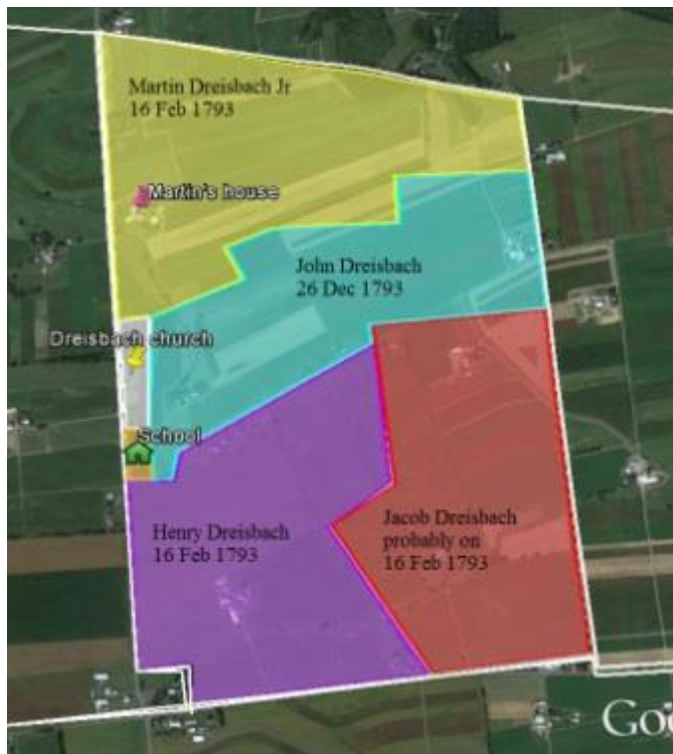 Martin Dreisbach Jr
16 Feb 1793
Martin's house
John Dreisbach
26 Dec 1793
Dreisbach church
School
Henry Dreisbach
16 Feb 1793
Jacob Dreisbach
probably on
16 Feb 1793
Goo